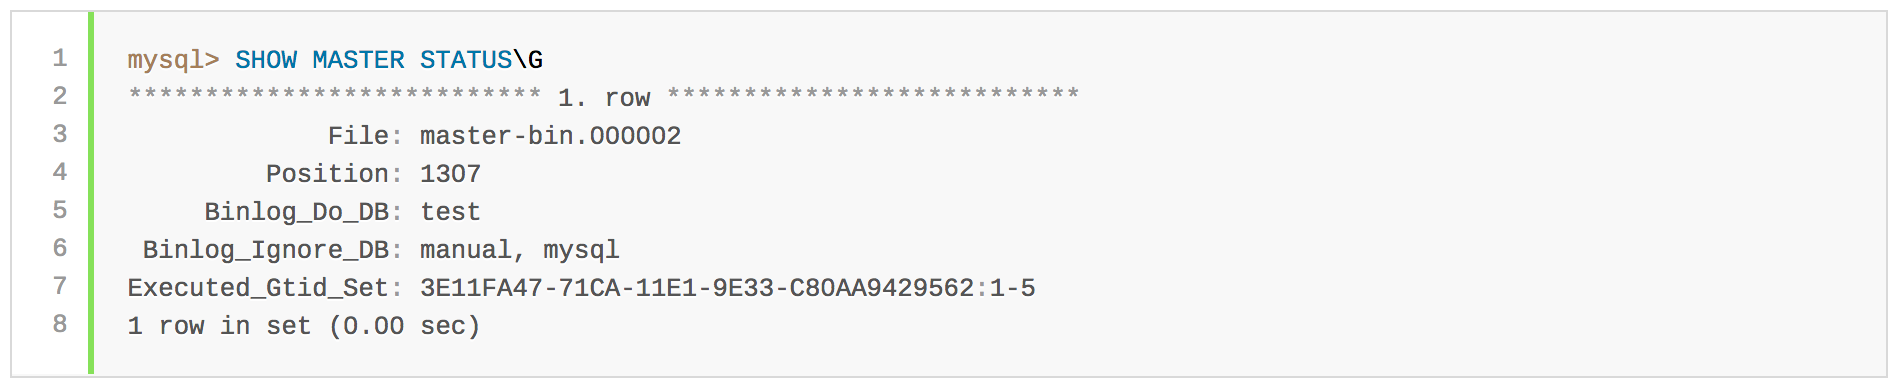 1 mysql> SHOW MASTER STATUS\G
2 *************************** 1. row ***************************
3 File: master-bin.000002
4 Position: 1307
5 Binlog_Do_DB: test
6 Binlog_Ignore_DB: manual, mysql
7 Executed_Gtid_Set: 3E11FA47-71CA-11E1-9E33-C80AA9429562:1-5
8 1 row in set (0.00 sec)